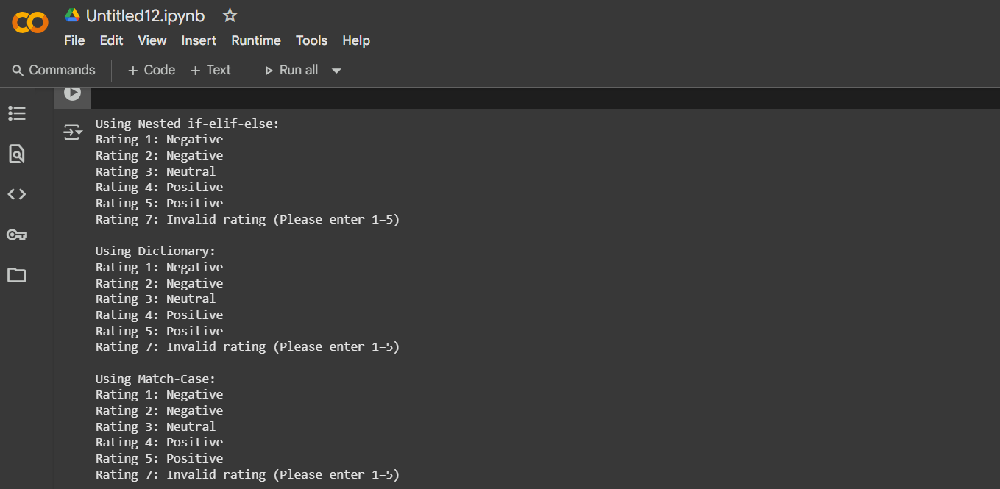 Untitled12.ipynb
File Edit View Insert Runtime Tools Help
Commands + Code + Text Run all
Using Nested if-elif-else:
Rating 1: Negative
Rating 2: Negative
Rating 3: Neutral
Rating 4: Positive
Rating 5: Positive
Rating 7: Invalid rating (Please enter 1–5)
Using Dictionary:
Rating 1: Negative
Rating 2: Negative
Rating 3: Neutral
Rating 4: Positive
Rating 5: Positive
Rating 7: Invalid rating (Please enter 1–5)
Using Match-Case:
Rating 1: Negative
Rating 2: Negative
Rating 3: Neutral
Rating 4: Positive
Rating 5: Positive
Rating 7: Invalid rating (Please enter 1–5)